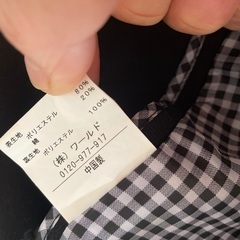 表生地 ポリエステル 80%
綿 20%
裏生地 ポリエステル 100%
(株) ワールド
0120-977-917
中国製